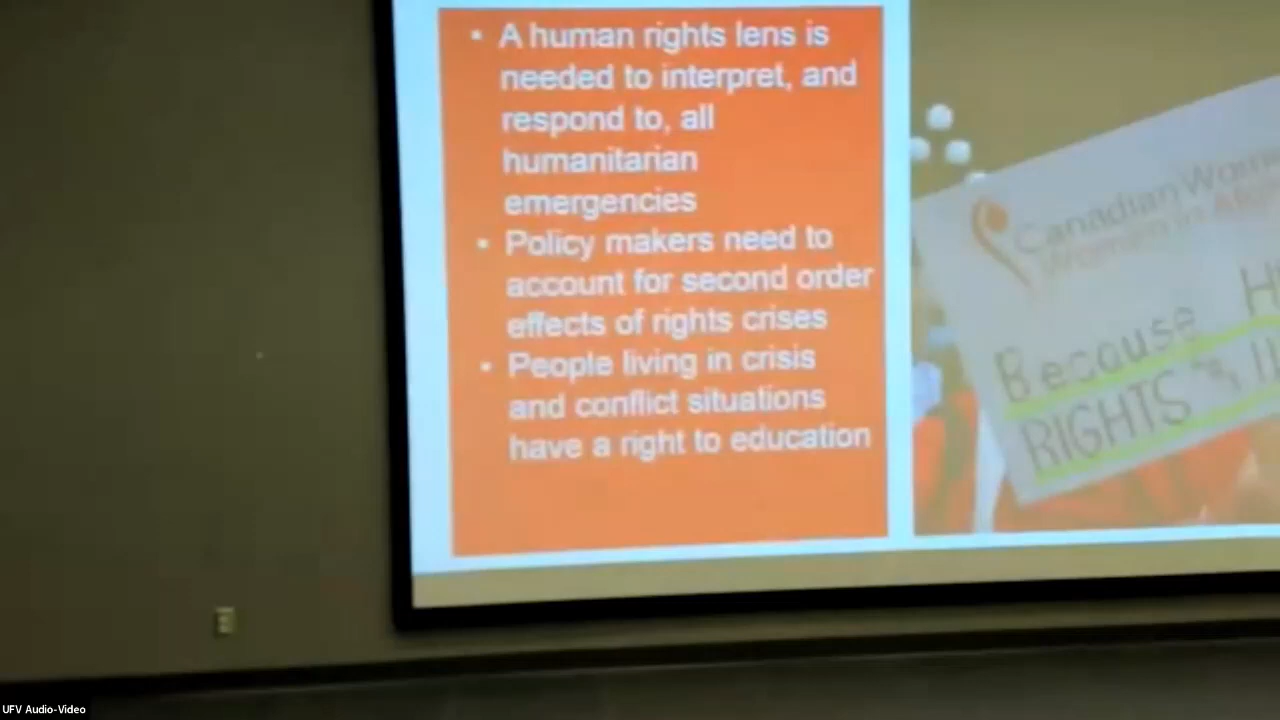 • A human rights lens is
needed to interpret, and
respond to, all
humanitarian
emergencies
• Policy makers need to
account for second order
effects of rights crises
• People living in crisis
and conflict situations
have a right to education
Canadian
Because
RIGHTS
UFV Audio-Video